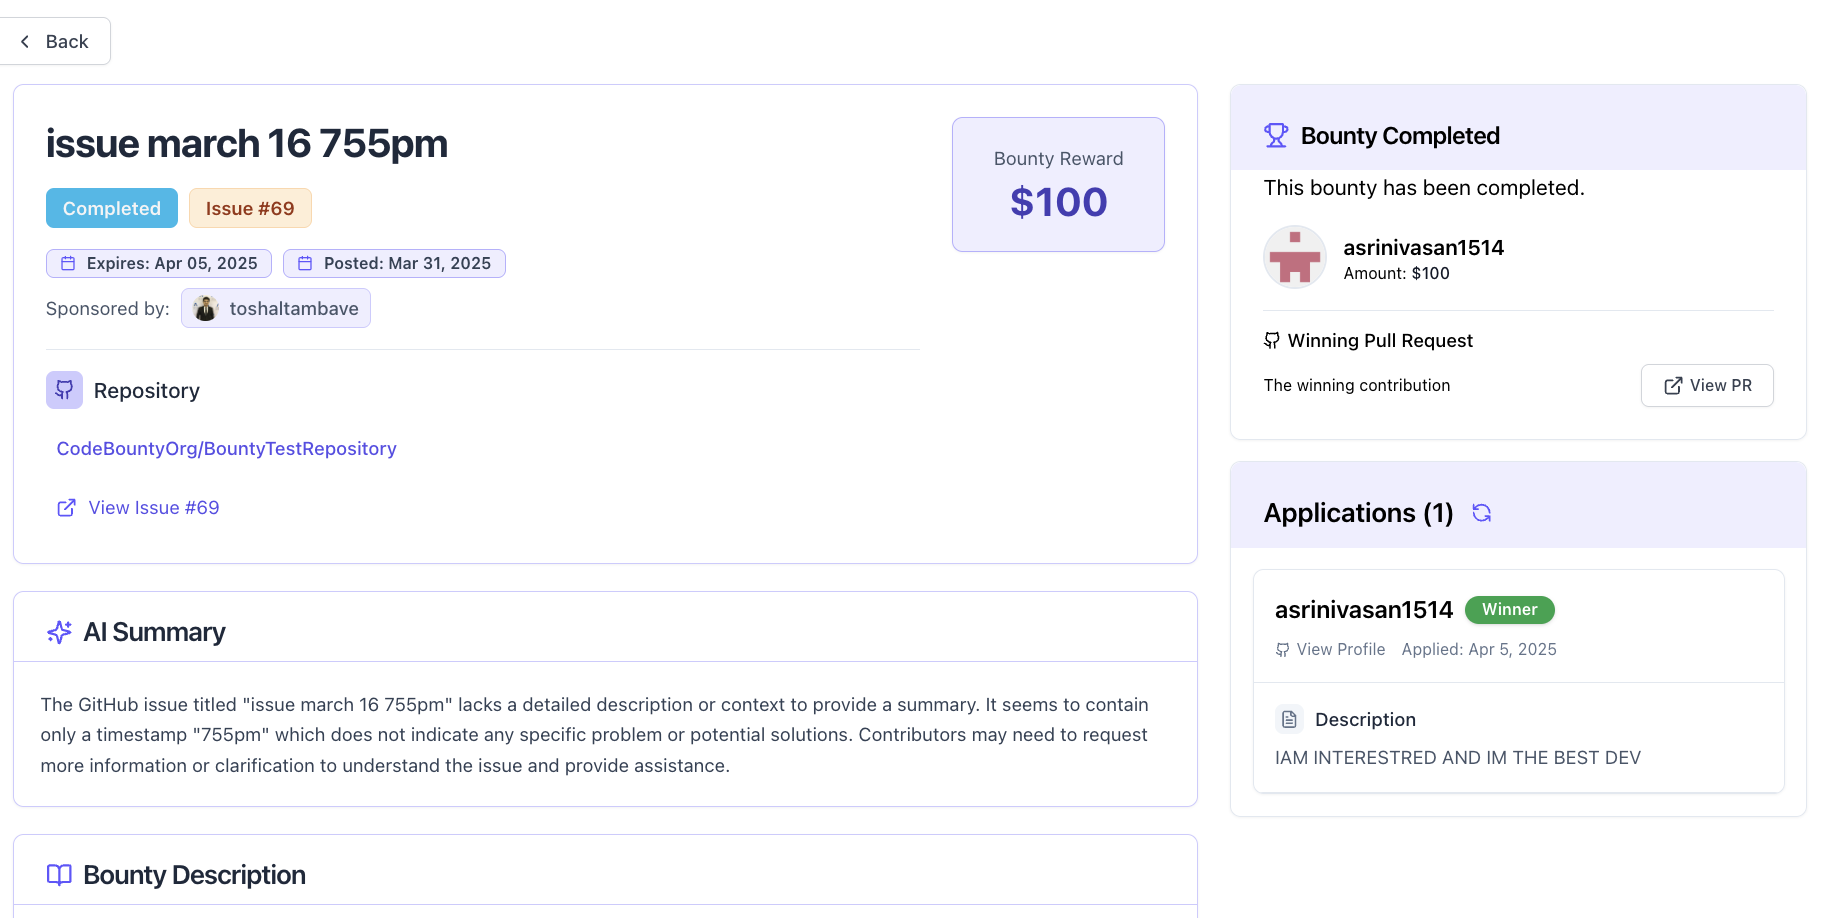 Back
issue march 16 755pm
Completed
Issue #69
Expires: Apr 05, 2025
Posted: Mar 31, 2025
Sponsored by:
toshaltambave
Bounty Reward
$100
Repository
CodeBountyOrg/BountyTestRepository
View Issue #69
AI Summary
The GitHub issue titled "issue march 16 755pm" lacks a detailed description or context to provide a summary. It seems to contain
only a timestamp "755pm" which does not indicate any specific problem or potential solutions. Contributors may need to request
more information or clarification to understand the issue and provide assistance.
Bounty Description
Bounty Completed
This bounty has been completed.
asrinivasan1514
Amount: $100
Winning Pull Request
The winning contribution
View PR
Applications (1)
asrinivasan1514
Winner
View Profile
Applied: Apr 5, 2025
Description
IAM INTERESTRED AND IM THE BEST DEV